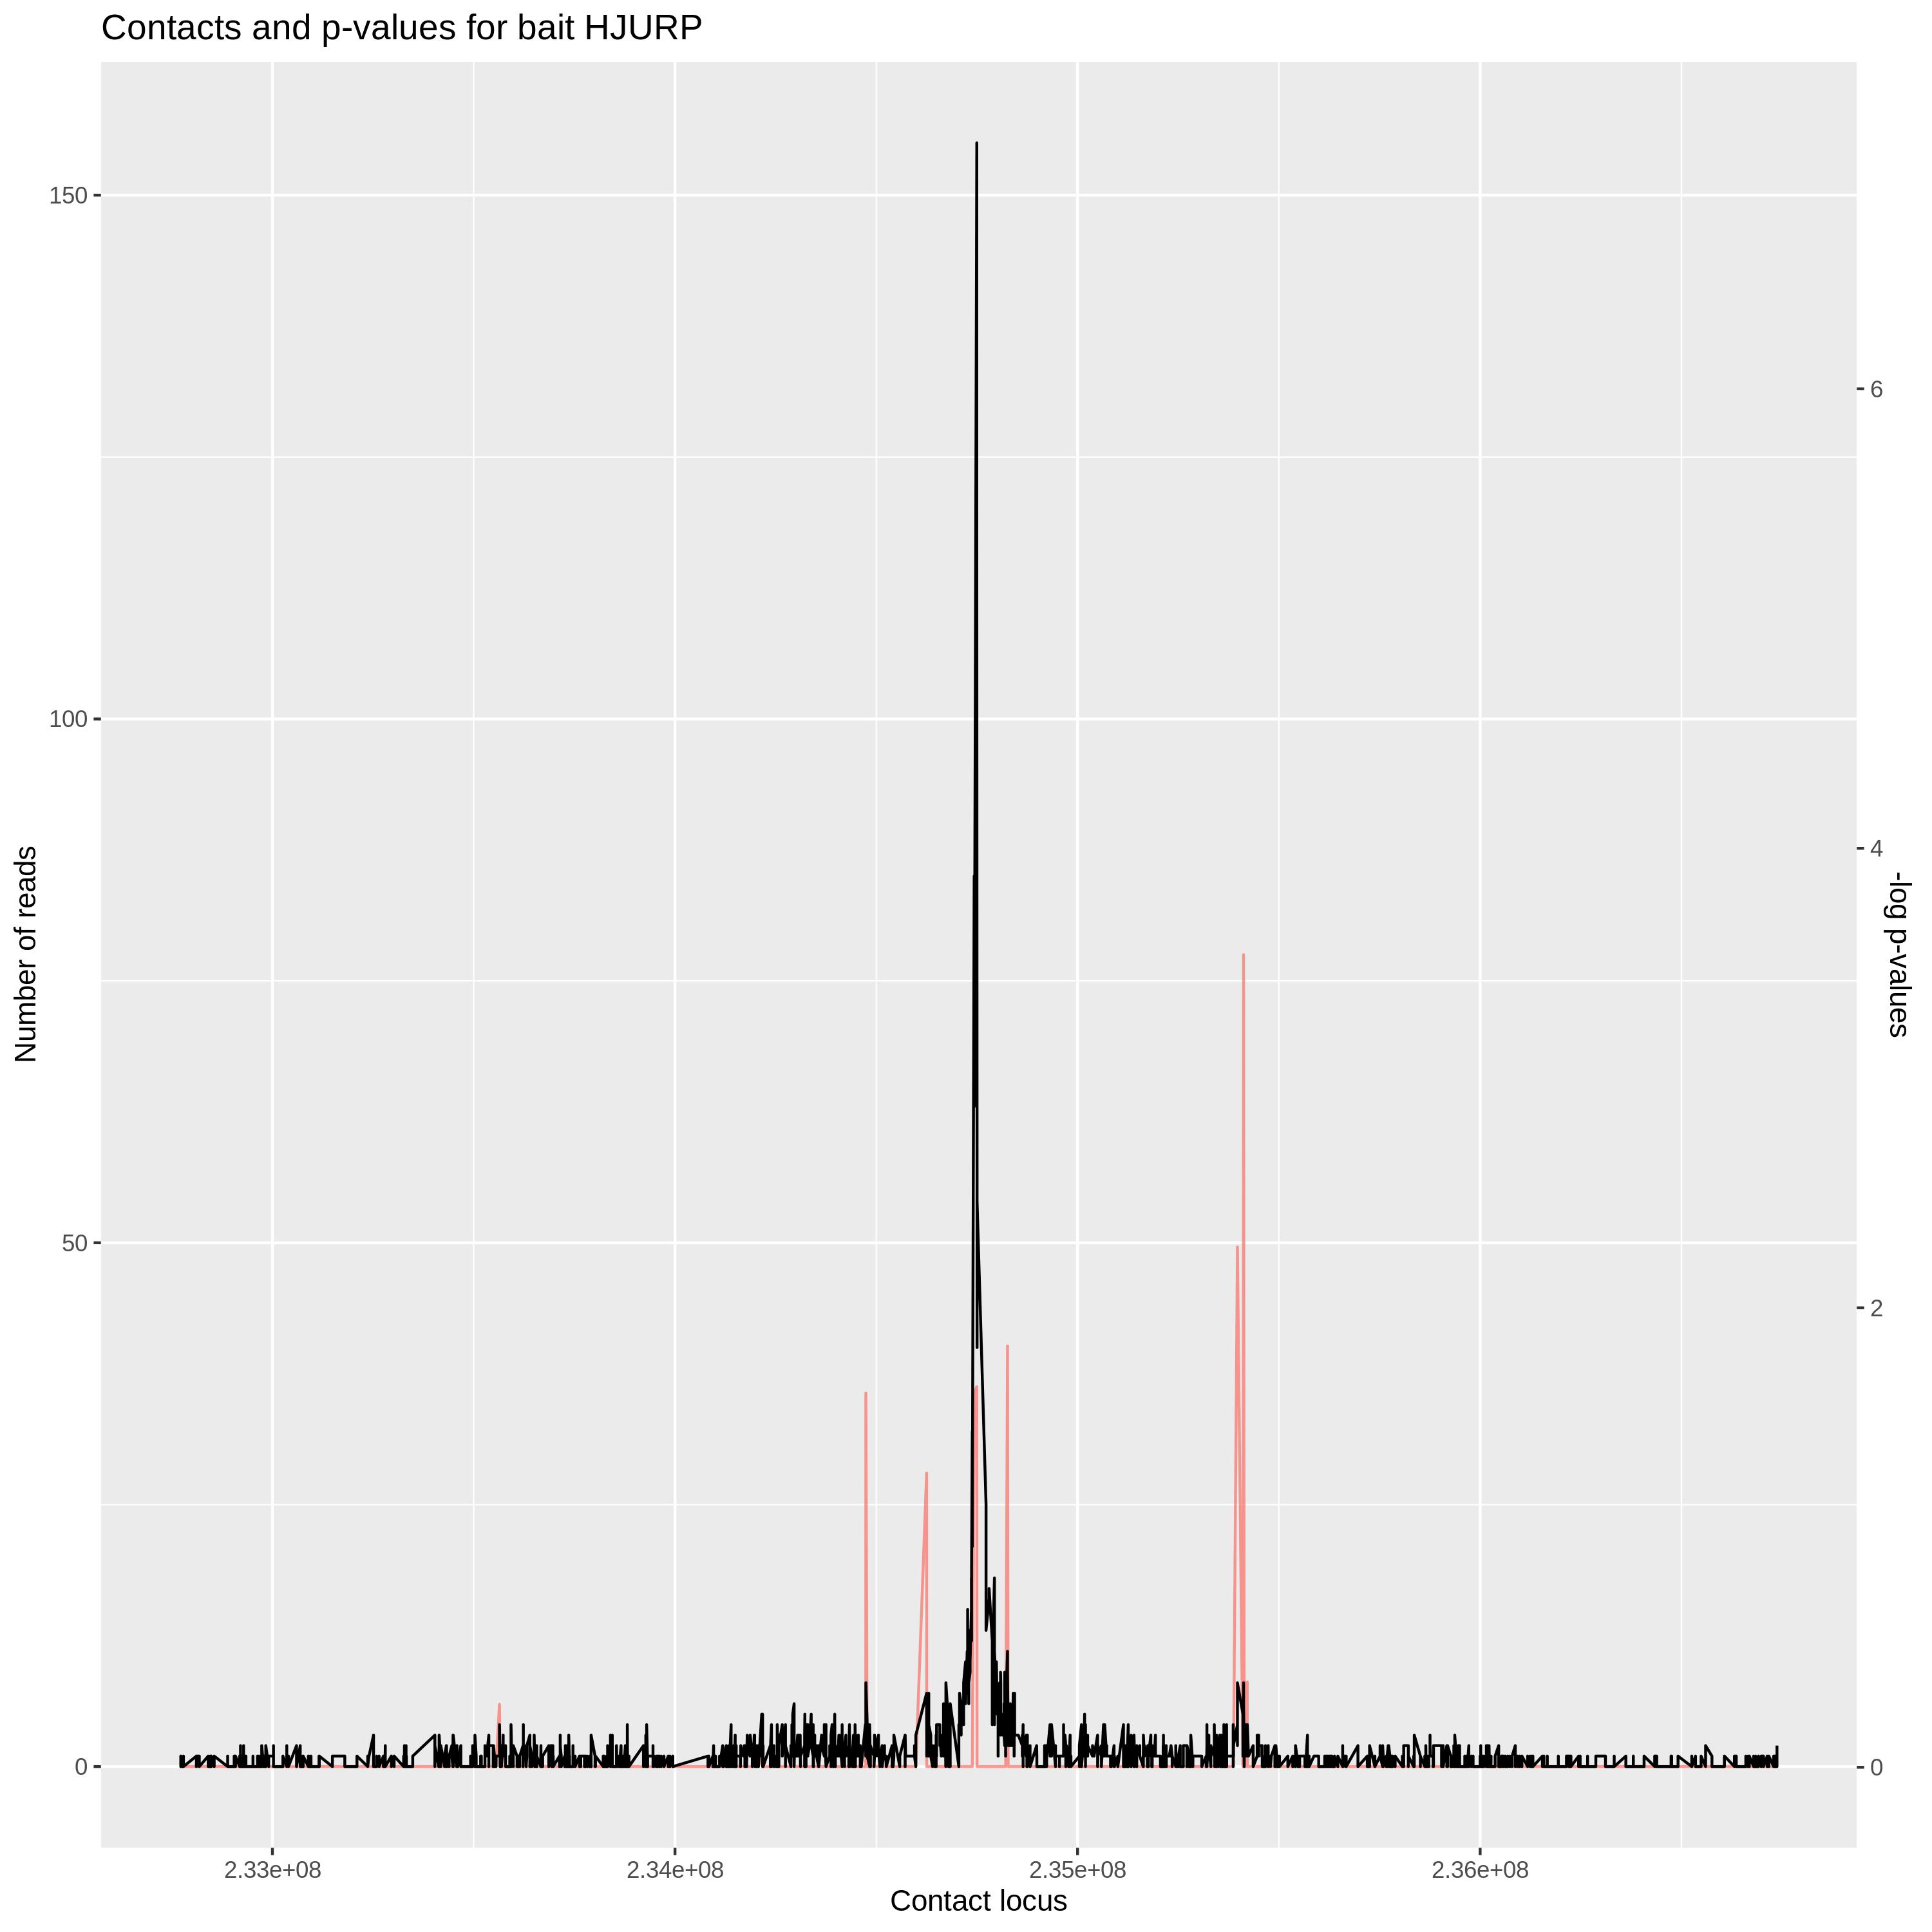 Contacts and p-values for bait HJURP
150
100
50
0
Number of reads
6
4
2
0
-log p-values
2.33e+08
2.34e+08
2.35e+08
2.36e+08
Contact locus